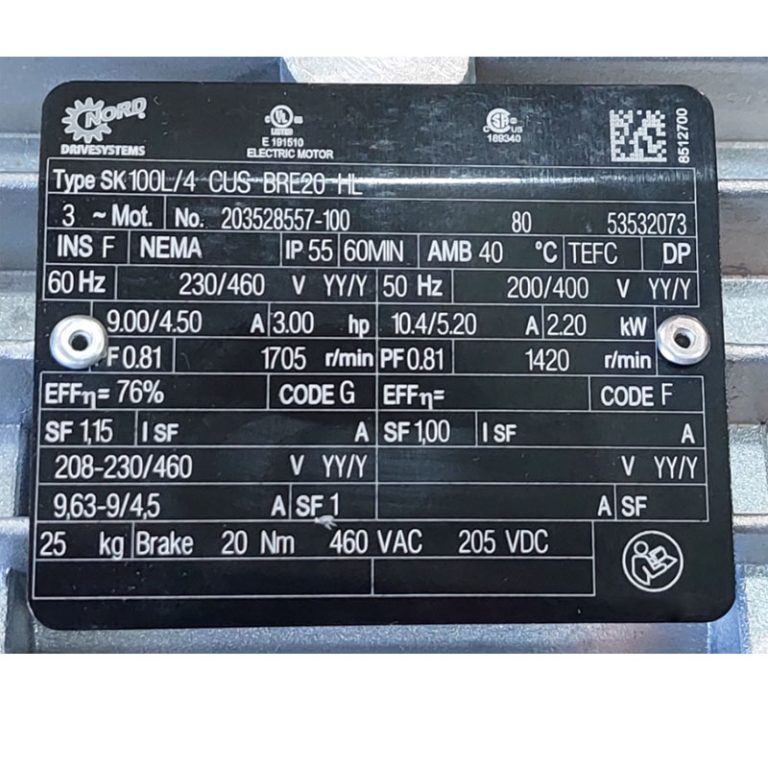 NORD
DRIVESYSTEMS
UL
LISTED
E 191510
ELECTRIC MOTOR
C SA US
189340
8512700
Type SK100L/4 CUS-BRE20 HL
3 ~ Mot. No. 203528557-100 80 53532073
INS F NEMA IP 55 60MIN AMB 40 °C TEFC DP
60 Hz 230/460 V YY/Y 50 Hz 200/400 V YY/Y
9.00/4.50 A 3.00 hp 10.4/5.20 A 2.20 kW
F 0.81 1705 r/min PF 0.81 1420 r/min
EFFη= 76% CODE G EFFη= CODE F
SF 1,15 I SF A SF 1,00 I SF A
208-230/460 V YY/Y V YY/Y
9,63-9/4,5 A SF 1 A SF
25 kg Brake 20 Nm 460 VAC 205 VDC